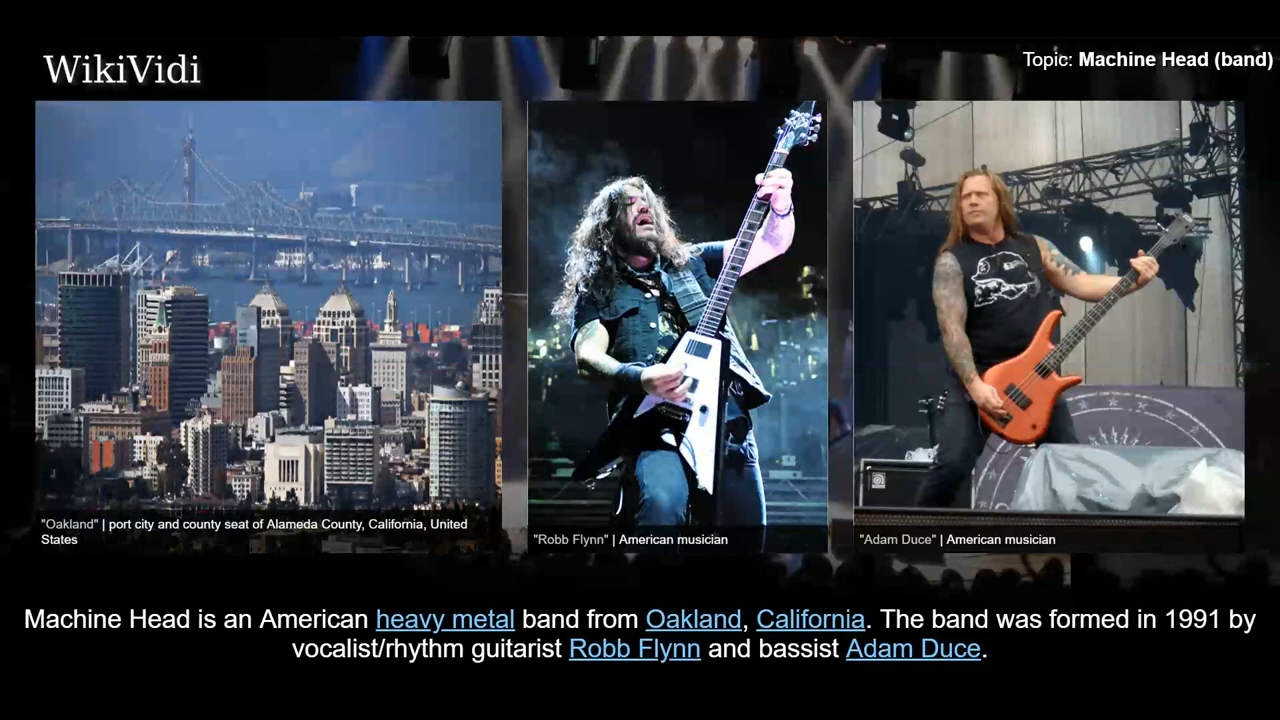 WikiVidi
Topic: Machine Head (band)
"Oakland" | port city and county seat of Alameda County, California, United
States
"Robb Flynn" | American musician
"Adam Duce" | American musician
Machine Head is an American heavy metal band from Oakland, California. The band was formed in 1991 by
vocalist/rhythm guitarist Robb Flynn and bassist Adam Duce.